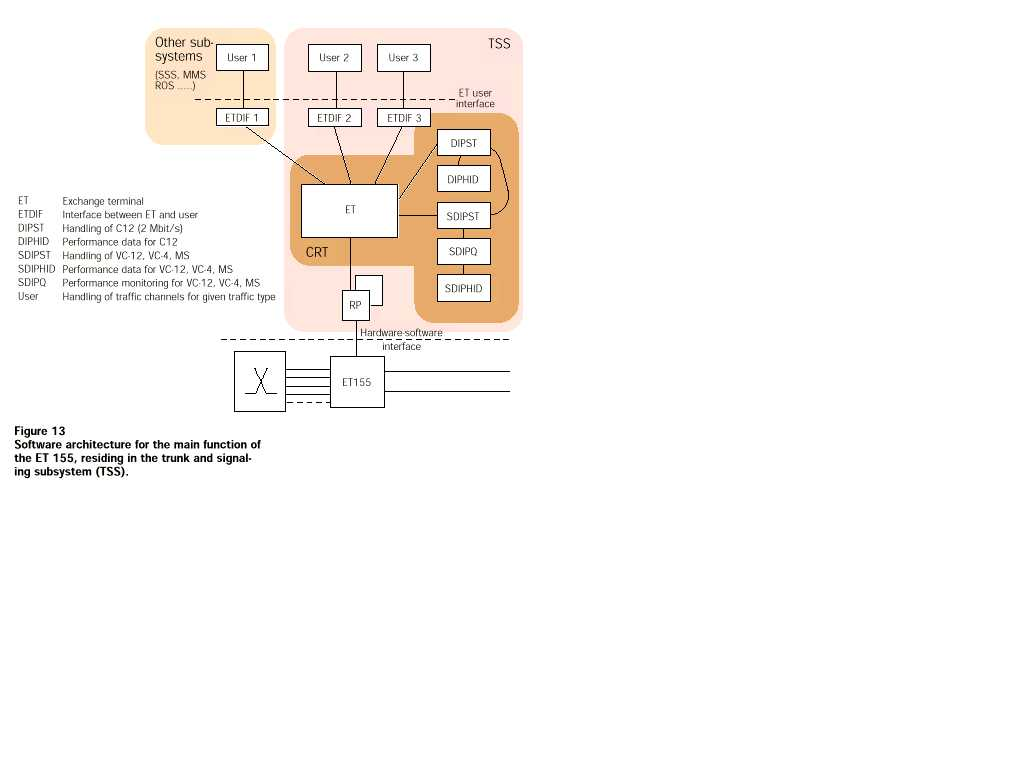 Other sub-
systems
(SSS, MMS
ROS .....)
TSS
User 1
User 2
User 3
ET user
interface
ETDIF 1
ETDIF 2
ETDIF 3
DIPST
DIPHID
SDIPST
SDIPQ
SDIPHID
ET
CRT
RP
ET Exchange terminal
ETDIF Interface between ET and user
DIPST Handling of C12 (2 Mbit/s)
DIPHID Performance data for C12
SDIPST Handling of VC-12, VC-4, MS
SDIPHID Performance data for VC-12, VC-4, MS
SDIPQ Performance monitoring for VC-12, VC-4, MS
User Handling of traffic channels for given traffic type
Hardware-software
interface
ET155
Figure 13
Software architecture for the main function of
the ET 155, residing in the trunk and signal-
ing subsystem (TSS).